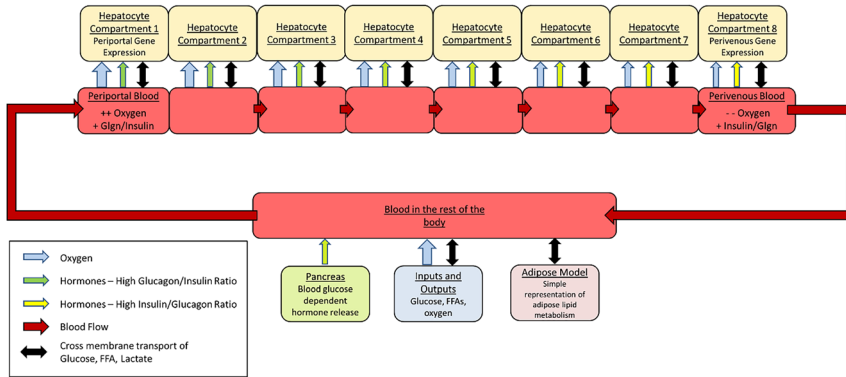 Hepatocyte
Compartment 1
Periportal Gene
Expression
Hepatocyte
Compartment 2
Hepatocyte
Compartment 3
Hepatocyte
Compartment 4
Hepatocyte
Compartment 5
Hepatocyte
Compartment 6
Hepatocyte
Compartment 7
Hepatocyte
Compartment 8
Perivenous Gene
Expression
Periportal Blood
++ Oxygen
+ Glgn/Insulin
Perivenous Blood
- - Oxygen
+ Insulin/Glgn
Blood in the rest of the
body
Pancreas
Blood glucose
dependent
hormone release
Inputs and
Outputs
Glucose, FFAs,
oxygen
Adipose Model
Simple
representation of
adipose lipid
metabolism
Oxygen
Hormones – High Glucagon/Insulin Ratio
Hormones – High Insulin/Glucagon Ratio
Blood Flow
Cross membrane transport of
Glucose, FFA, Lactate